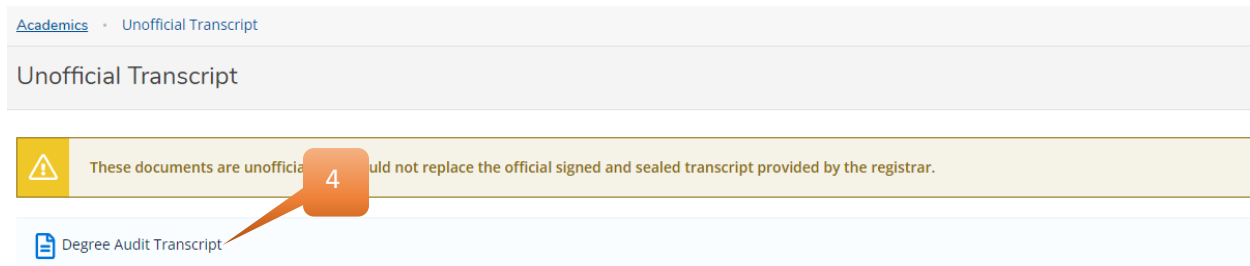 Academics • Unofficial Transcript
Unofficial Transcript
These documents are unofficial uld not replace the official signed and sealed transcript provided by the registrar.
4
Degree Audit Transcript